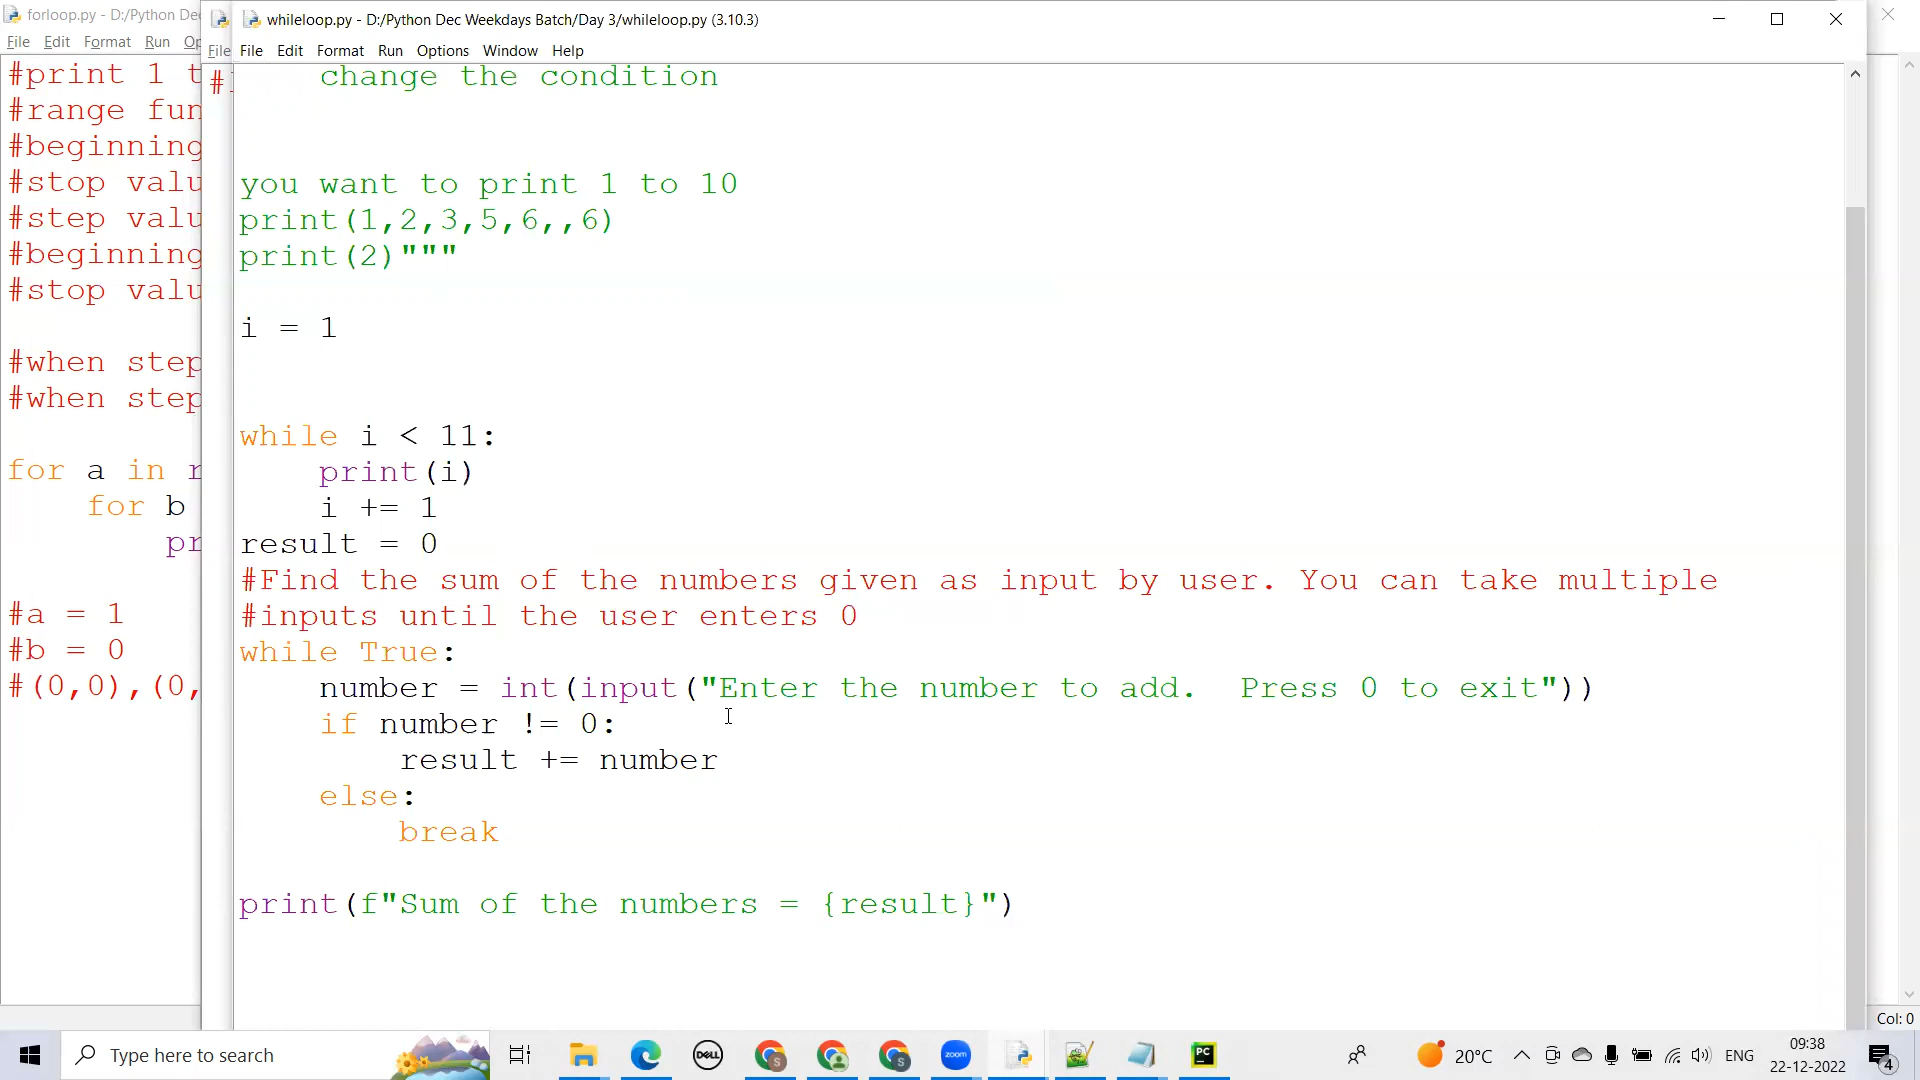 forloop.py - D:/Python Dec
File Edit Format Run Op
#print 1 t
#range fun
#beginning
#stop valu
#step valu
#beginning
#stop valu
#when step
#when step
for a in r
for b
pr
#a = 1
#b = 0
#(0,0),(0,
File
#
whileloop.py - D:/Python Dec Weekdays Batch/Day 3/whileloop.py (3.10.3)
File Edit Format Run Options Window Help
change the condition
you want to print 1 to 10
print(1,2,3,5,6,,6)
print(2)"""
i = 1
while i < 11:
print(i)
i += 1
result = 0
#Find the sum of the numbers given as input by user. You can take multiple
#inputs until the user enters 0
while True:
number = int(input("Enter the number to add.  Press 0 to exit"))
if number != 0:
result += number
else:
break
print(f"Sum of the numbers = {result}")
Col: 0
Type here to search
DELL
S
S
zoom
PC
20°C
ENG
09:38
22-12-2022
4